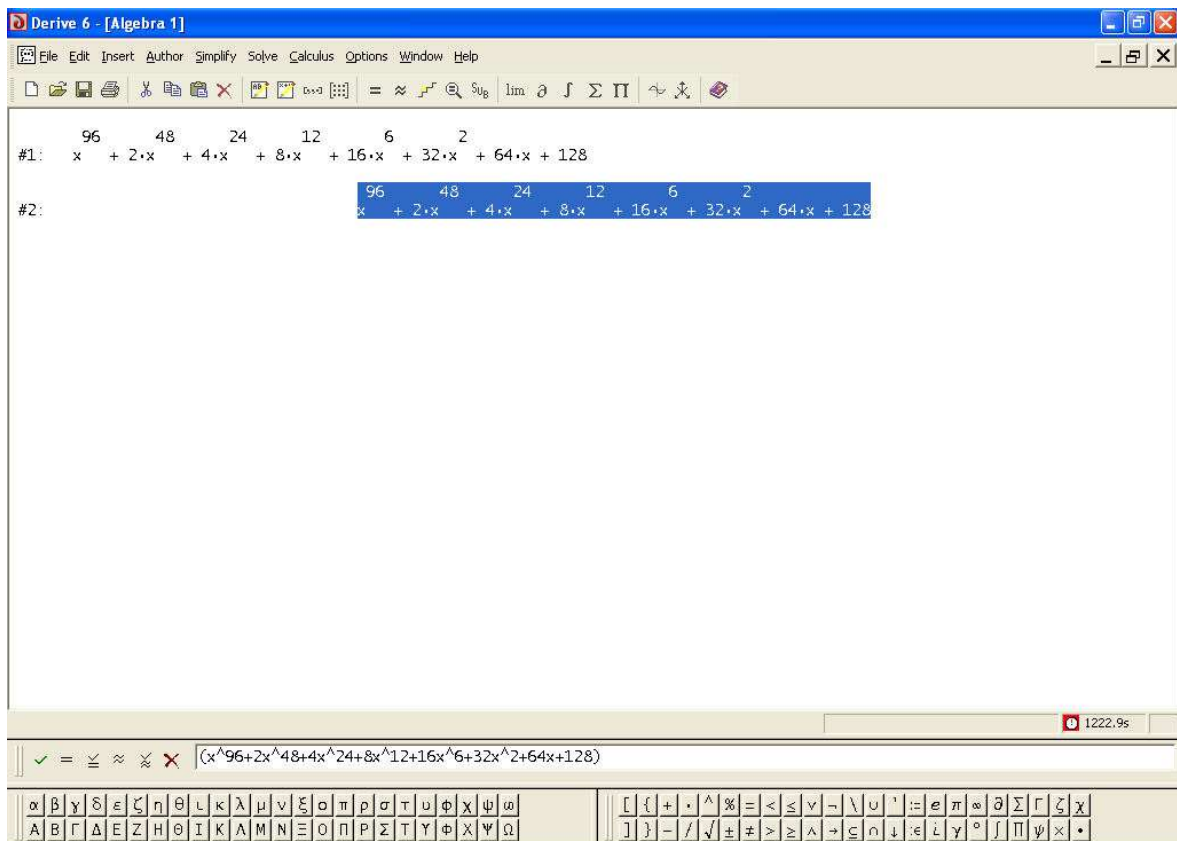 Derive 6 - [Algebra 1]
File Edit Insert Author Simplify Solve Calculus Options Window Help
= ≈ Sub lim ∂ ∫ Σ Π
96 48 24 12 6 2
#1: x + 2·x + 4·x + 8·x + 16·x + 32·x + 64·x + 128
96 48 24 12 6 2
#2: x + 2·x + 4·x + 8·x + 16·x + 32·x + 64·x + 128
1222.9s
(x^96+2x^48+4x^24+8x^12+16x^6+32x^2+64x+128)
α β γ δ ε ζ η θ ι κ λ μ ν ξ ο π ρ σ τ υ φ χ ψ ω [ { + · ^ % = < ≤ ∨ ¬ \ ∪ ' := e π ∞ ∂ Σ Γ ζ χ
Α Β Γ Δ Ε Ζ Η Θ Ι Κ Λ Μ Ν Ξ Ο Π Ρ Σ Τ Υ Φ Χ Ψ Ω ] } − / √ ± ≠ > ≥ ∧ → ⊆ ∩ ↓ :∈ i γ ° ∫ Π ψ × •